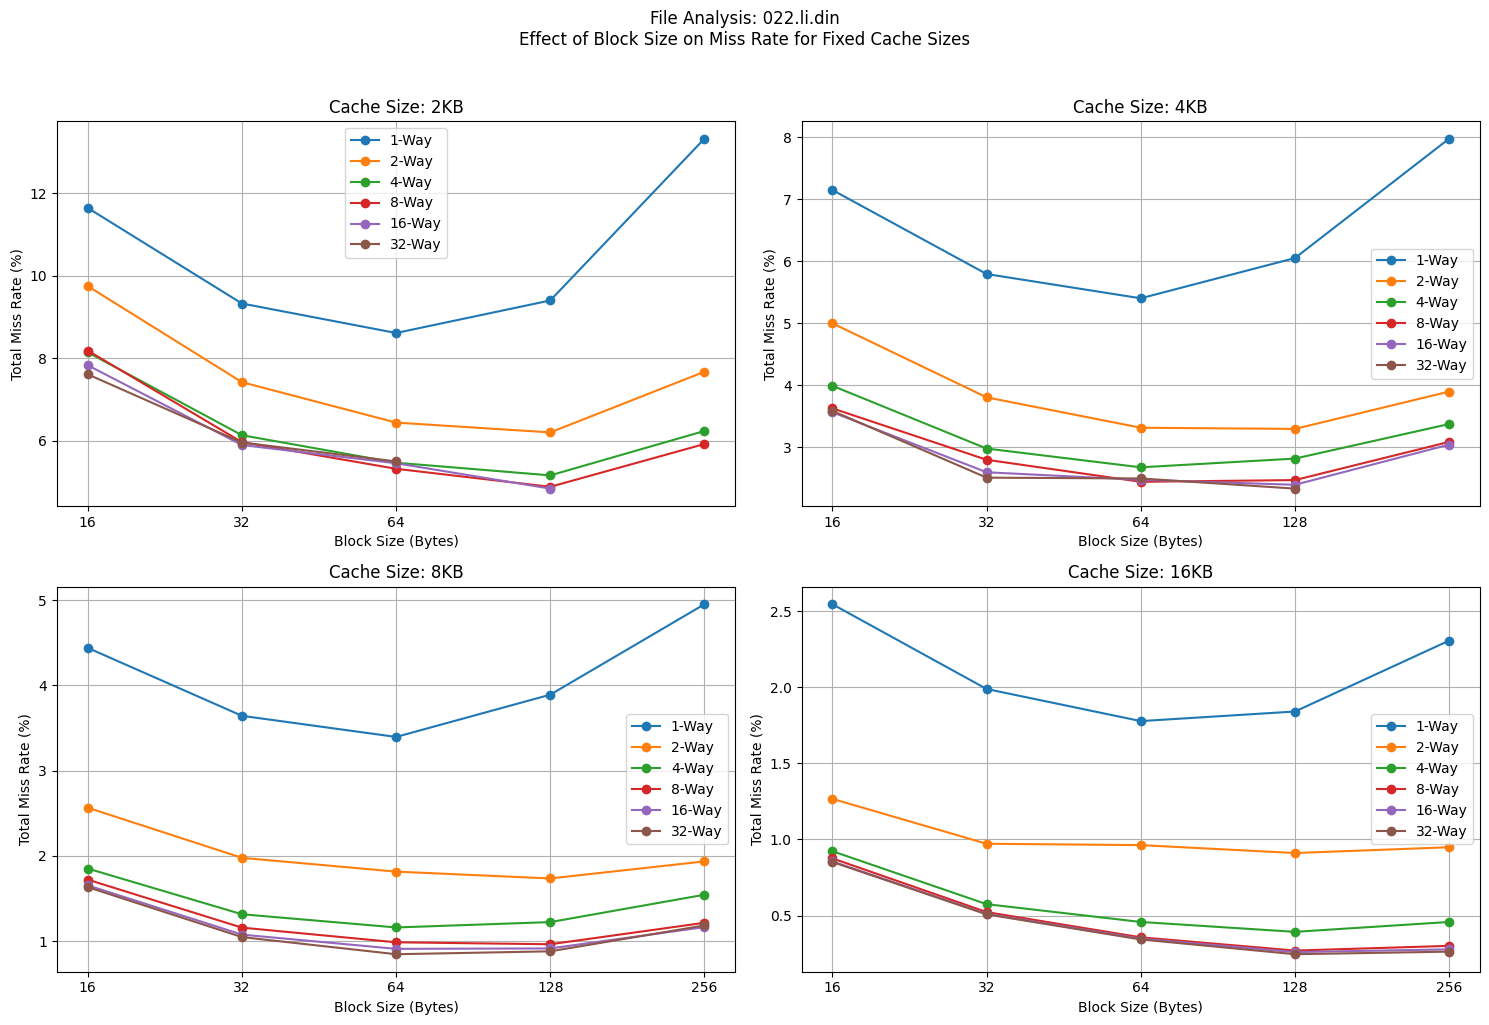 File Analysis: 022.li.din
Effect of Block Size on Miss Rate for Fixed Cache Sizes
Cache Size: 2KB
Total Miss Rate (%)
12
10
8
6
1-Way
2-Way
4-Way
8-Way
16-Way
32-Way
16
32
64
Block Size (Bytes)
Cache Size: 4KB
Total Miss Rate (%)
8
7
6
5
4
3
1-Way
2-Way
4-Way
8-Way
16-Way
32-Way
16
32
64
128
Block Size (Bytes)
Cache Size: 8KB
Total Miss Rate (%)
5
4
3
2
1
1-Way
2-Way
4-Way
8-Way
16-Way
32-Way
16
32
64
128
256
Block Size (Bytes)
Cache Size: 16KB
Total Miss Rate (%)
2.5
2.0
1.5
1.0
0.5
1-Way
2-Way
4-Way
8-Way
16-Way
32-Way
16
32
64
128
256
Block Size (Bytes)